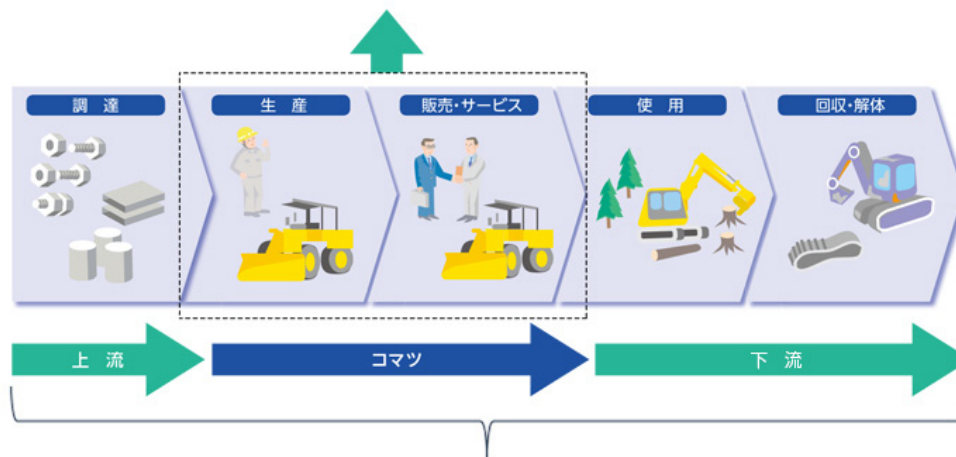 調 達
生 産
販売・サービス
使 用
回収・解体
上 流
コマツ
下 流